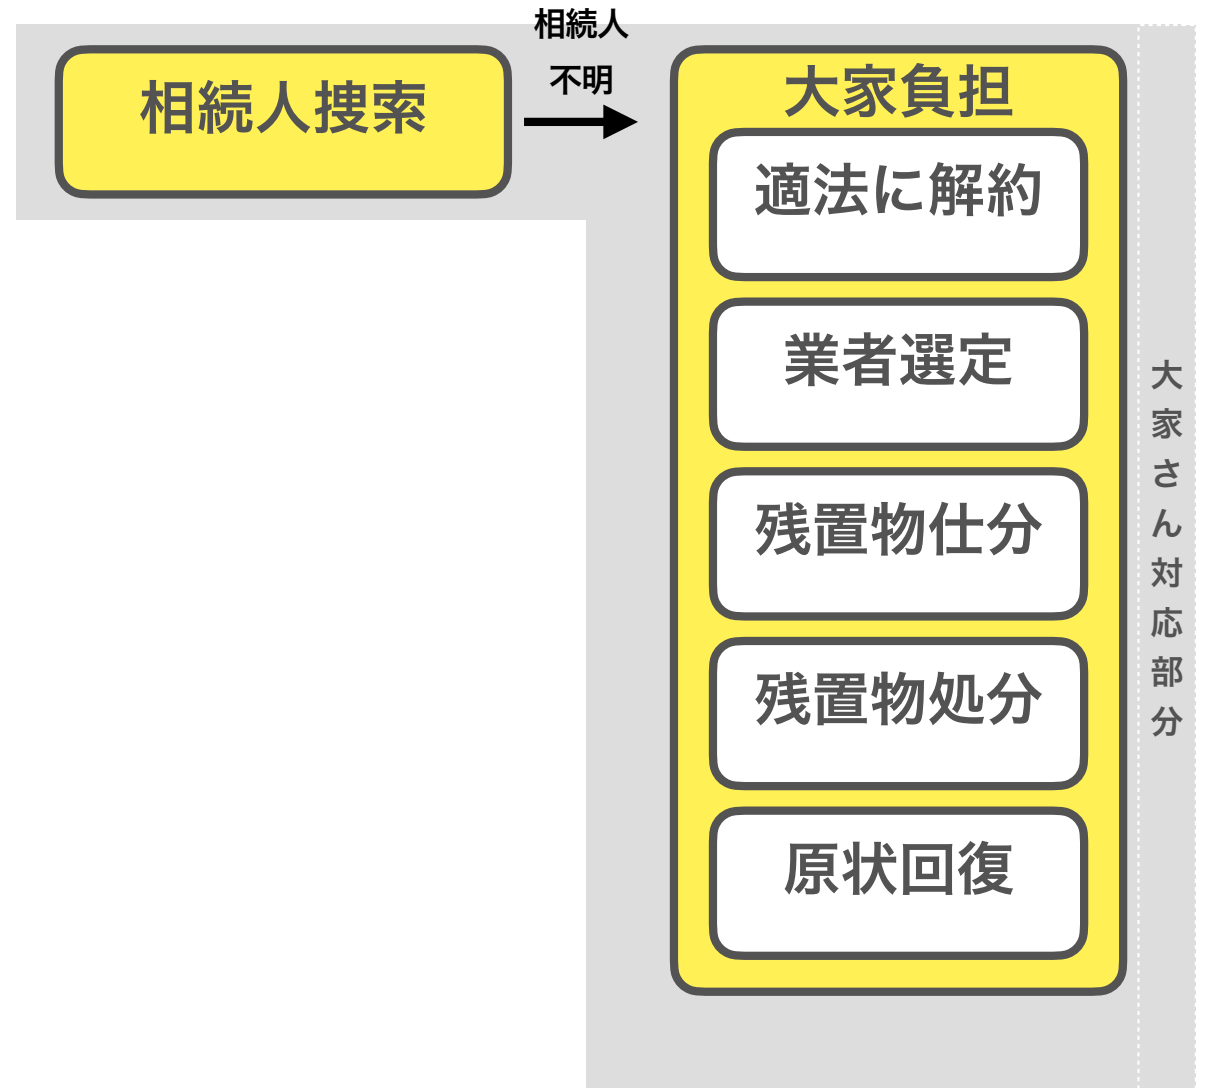 相続人捜索
相続人
不明
大家負担
適法に解約
業者選定
残置物仕分
残置物処分
原状回復
大家さん対応部分